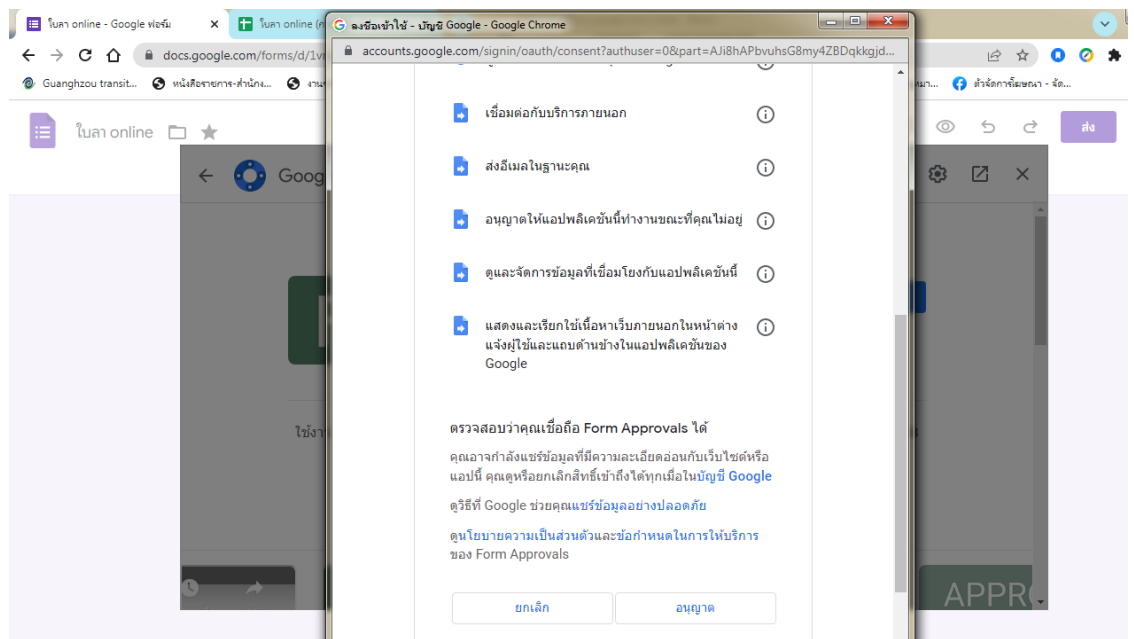 ใบลา online - Google ฟอร์ม
ใบลา online (ก
ลงชื่อเข้าใช้ - บัญชี Google - Google Chrome
docs.google.com/forms/d/1v
accounts.google.com/signin/oauth/consent?authuser=0&part=AJi8hAPbvuhsG8my4ZBDqkkgjd...
Guanghzou transit...
หนังสือราชการ-สำนักง...
ตัวจัดการโฆษณา - จัด...
ใบลา online
ส่ง
Goog
เชื่อมต่อกับบริการภายนอก
ส่งอีเมลในฐานะคุณ
อนุญาตให้แอปพลิเคชันนี้ทำงานขณะที่คุณไม่อยู่
ดูและจัดการข้อมูลที่เชื่อมโยงกับแอปพลิเคชันนี้
แสดงและเรียกใช้เนื้อหาเว็บภายนอกในหน้าต่าง
แจ้งผู้ใช้และแถบด้านข้างในแอปพลิเคชันของ
Google
ใช้งา
ตรวจสอบว่าคุณเชื่อถือ Form Approvals ได้
คุณอาจกำลังแชร์ข้อมูลที่มีความละเอียดอ่อนกับเว็บไซต์หรือ
แอปนี้ คุณดูหรือยกเลิกสิทธิ์เข้าถึงได้ทุกเมื่อในบัญชี Google
ดูวิธีที่ Google ช่วยคุณแชร์ข้อมูลอย่างปลอดภัย
ดูนโยบายความเป็นส่วนตัวและข้อกำหนดในการให้บริการ
ของ Form Approvals
ยกเลิก
อนุญาต
APPR